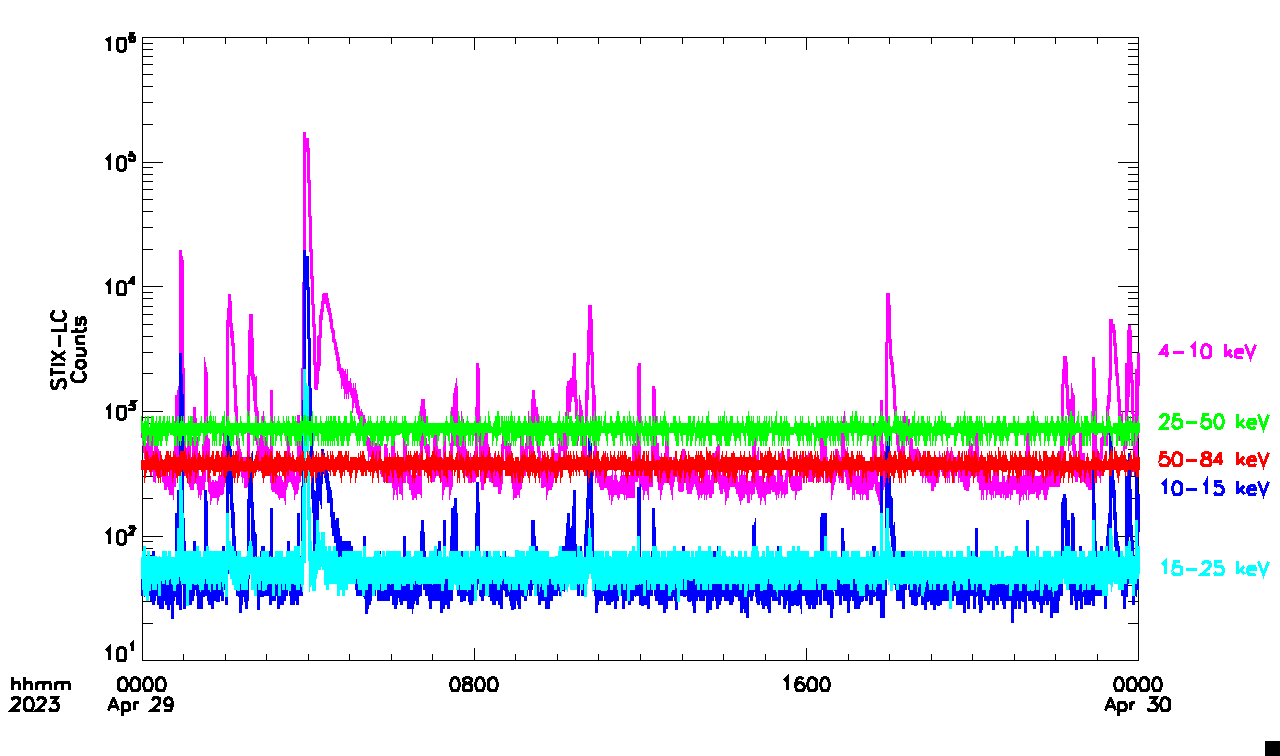 10⁶
10⁵
10⁴
10³
10²
10¹
STIX-LC
Counts
4-10 keV
25-50 keV
50-84 keV
10-15 keV
15-25 keV
hhmm 0000 0800 1600 0000
2023 Apr 29 Apr 30